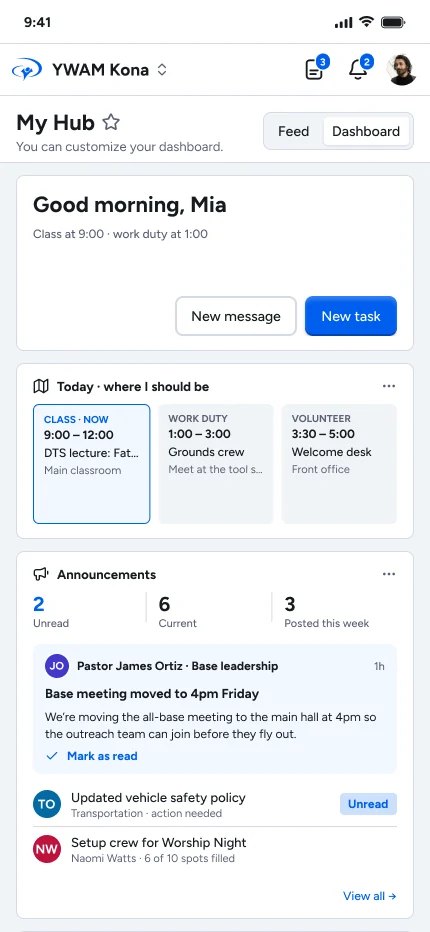 9:41
YWAM Kona
3
2
My Hub
You can customize your dashboard.
Feed
Dashboard
Good morning, Mia
Class at 9:00 · work duty at 1:00
New message
New task
Today · where I should be
CLASS · NOW
9:00 – 12:00
DTS lecture: Fat…
Main classroom
WORK DUTY
1:00 – 3:00
Grounds crew
Meet at the tool s…
VOLUNTEER
3:30 – 5:00
Welcome desk
Front office
Announcements
2
Unread
6
Current
3
Posted this week
JO
Pastor James Ortiz · Base leadership
1h
Base meeting moved to 4pm Friday
We're moving the all-base meeting to the main hall at 4pm so
the outreach team can join before they fly out.
Mark as read
TO
Updated vehicle safety policy
Transportation · action needed
Unread
NW
Setup crew for Worship Night
Naomi Watts · 6 of 10 spots filled
View all →